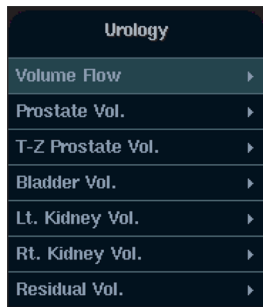 Urology
Volume Flow
Prostate Vol.
T-Z Prostate Vol.
Bladder Vol.
Lt. Kidney Vol.
Rt. Kidney Vol.
Residual Vol.